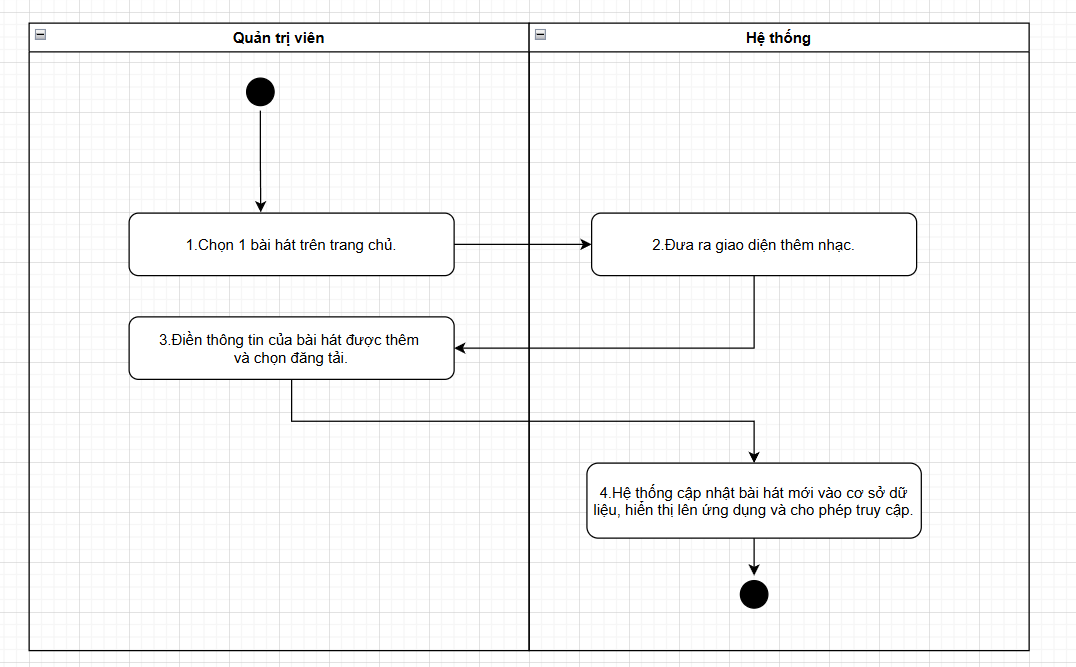 Quản trị viên
Hệ thống
1.Chọn 1 bài hát trên trang chủ.
2.Đưa ra giao diện thêm nhạc.
3.Điền thông tin của bài hát được thêm
và chọn đăng tải.
4.Hệ thống cập nhật bài hát mới vào cơ sở dữ
liệu, hiển thị lên ứng dụng và cho phép truy cập.